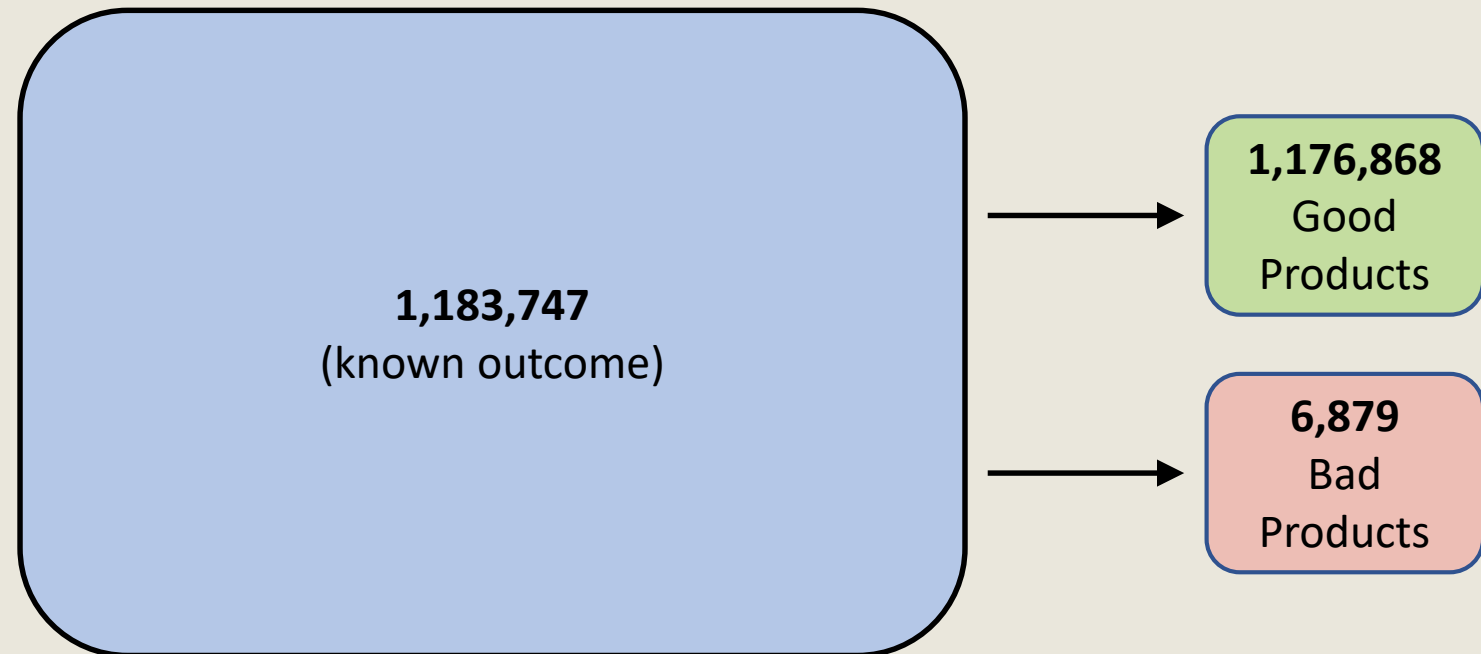 1,183,747
(known outcome)
1,176,868
Good
Products
6,879
Bad
Products